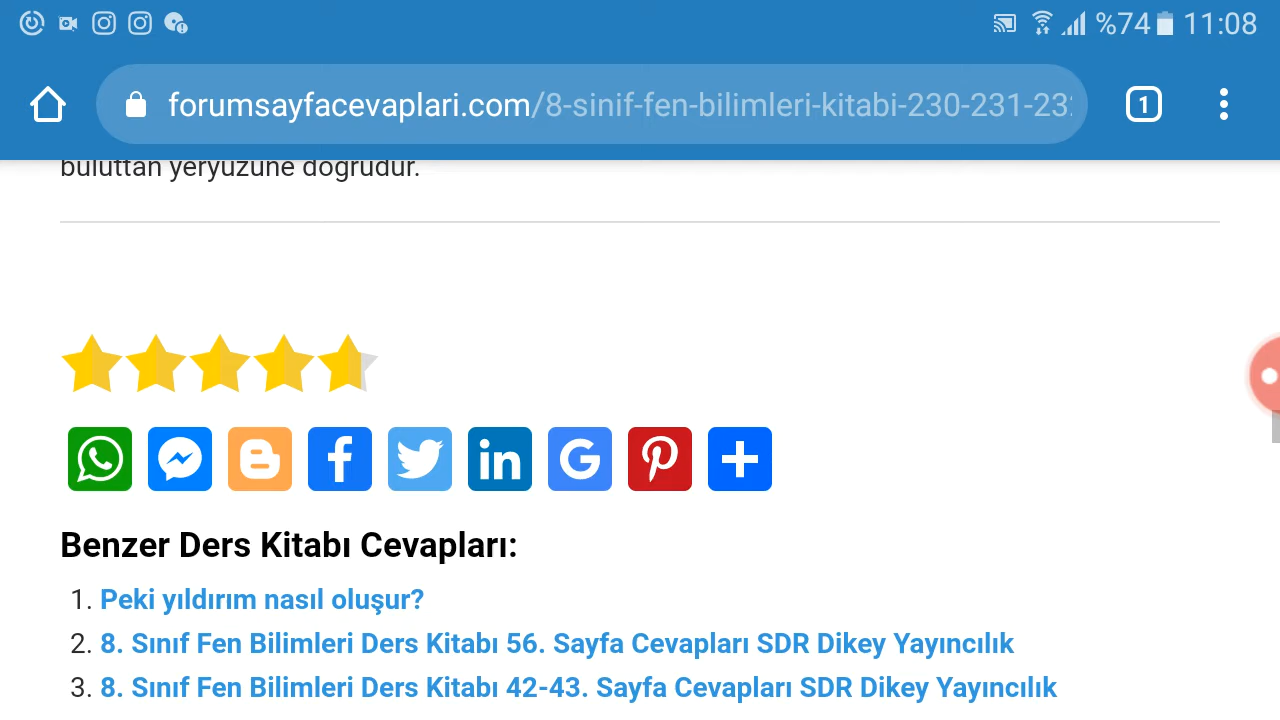 %74 11:08
forumsayfacevaplari.com/8-sinif-fen-bilimleri-kitabi-230-231-23
1
buluttan yeryüzüne doğrudur.
Benzer Ders Kitabı Cevapları:
1. Peki yıldırım nasıl oluşur?
2. 8. Sınıf Fen Bilimleri Ders Kitabı 56. Sayfa Cevapları SDR Dikey Yayıncılık
3. 8. Sınıf Fen Bilimleri Ders Kitabı 42-43. Sayfa Cevapları SDR Dikey Yayıncılık